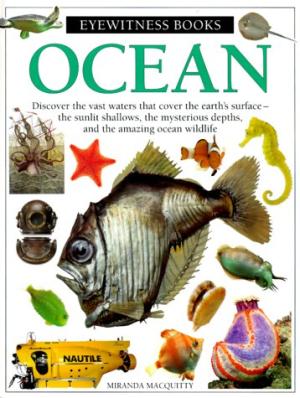 EYEWITNESS BOOKS
OCEAN
Discover the vast waters that cover the earth's surface –
the sunlit shallows, the mysterious depths,
and the amazing ocean wildlife
NAUTILE
MIRANDA MACQUITTY